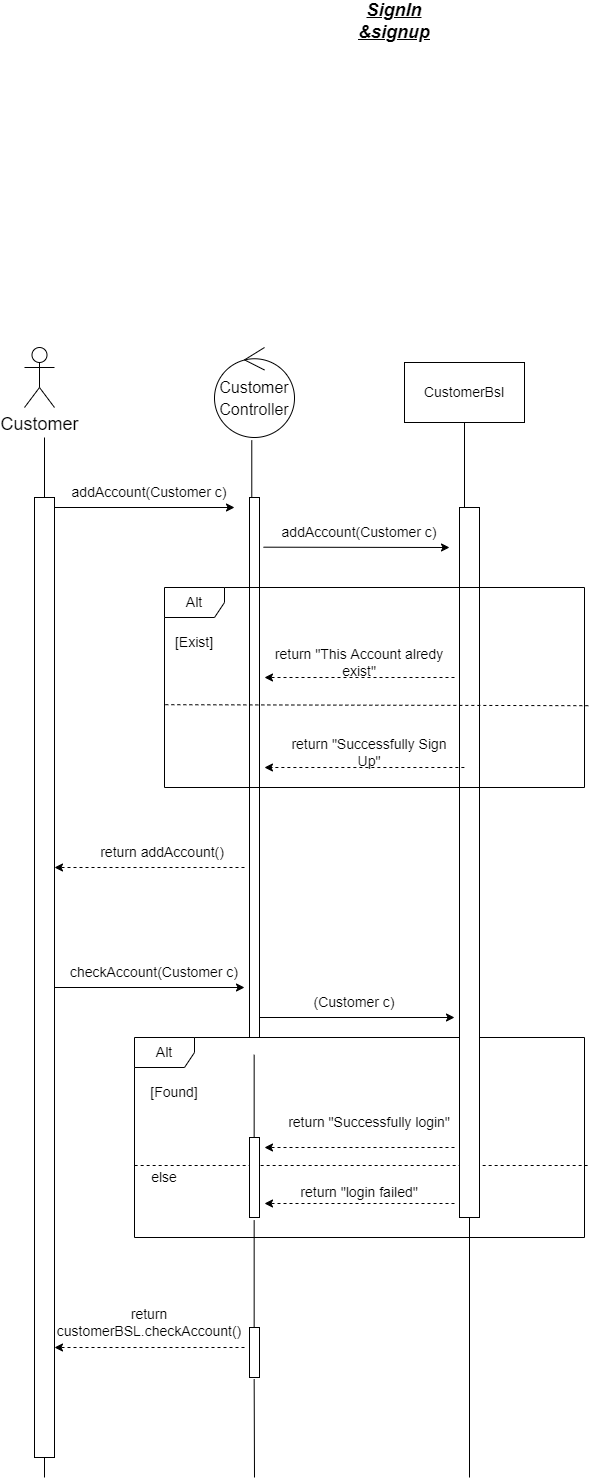 SignIn
&signup
Customer
Customer
Controller
CustomerBsl
addAccount(Customer c)
addAccount(Customer c)
Alt
[Exist]
return "This Account alredy
exist"
return "Successfully Sign
Up"
return addAccount()
checkAccount(Customer c)
(Customer c)
Alt
[Found]
return "Successfully login"
else
return "login failed"
return
customerBSL.checkAccount()